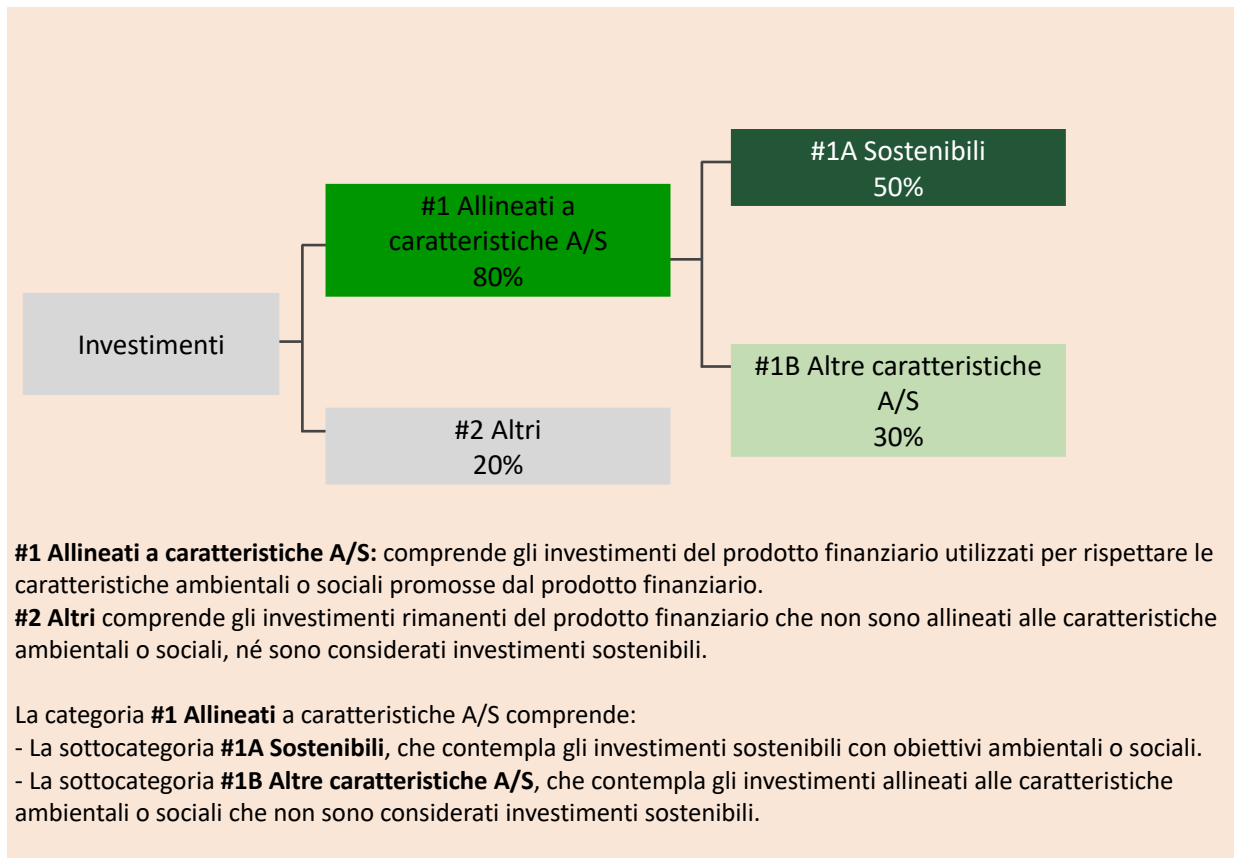 #1A Sostenibili
50%
#1 Allineati a
caratteristiche A/S
80%
Investimenti
#1B Altre caratteristiche
A/S
30%
#2 Altri
20%
#1 Allineati a caratteristiche A/S: comprende gli investimenti del prodotto finanziario utilizzati per rispettare le
caratteristiche ambientali o sociali promosse dal prodotto finanziario.
#2 Altri comprende gli investimenti rimanenti del prodotto finanziario che non sono allineati alle caratteristiche
ambientali o sociali, né sono considerati investimenti sostenibili.
La categoria #1 Allineati a caratteristiche A/S comprende:
- La sottocategoria #1A Sostenibili, che contempla gli investimenti sostenibili con obiettivi ambientali o sociali.
- La sottocategoria #1B Altre caratteristiche A/S, che contempla gli investimenti allineati alle caratteristiche
ambientali o sociali che non sono considerati investimenti sostenibili.